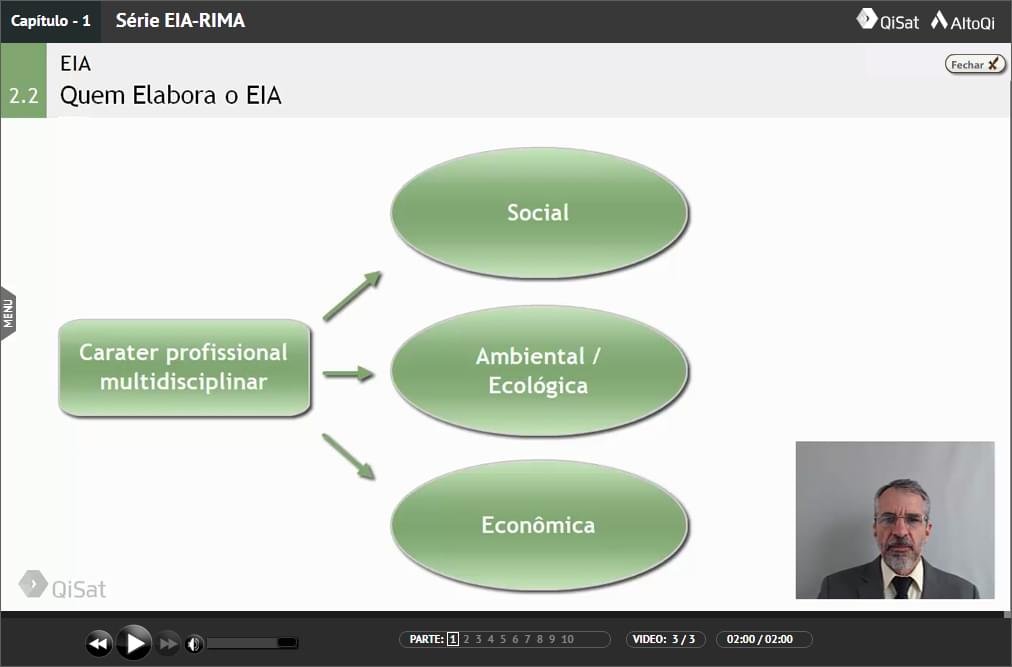 Capítulo - 1
Série EIA-RIMA
QiSat
AltoQi
2.2
EIA
Quem Elabora o EIA
Fechar
Social
MENU
Carater profissional
multidisciplinar
Ambiental /
Ecológica
Econômica
QiSat
PARTE: 1 2 3 4 5 6 7 8 9 10
VIDEO: 3 / 3
02:00 / 02:00